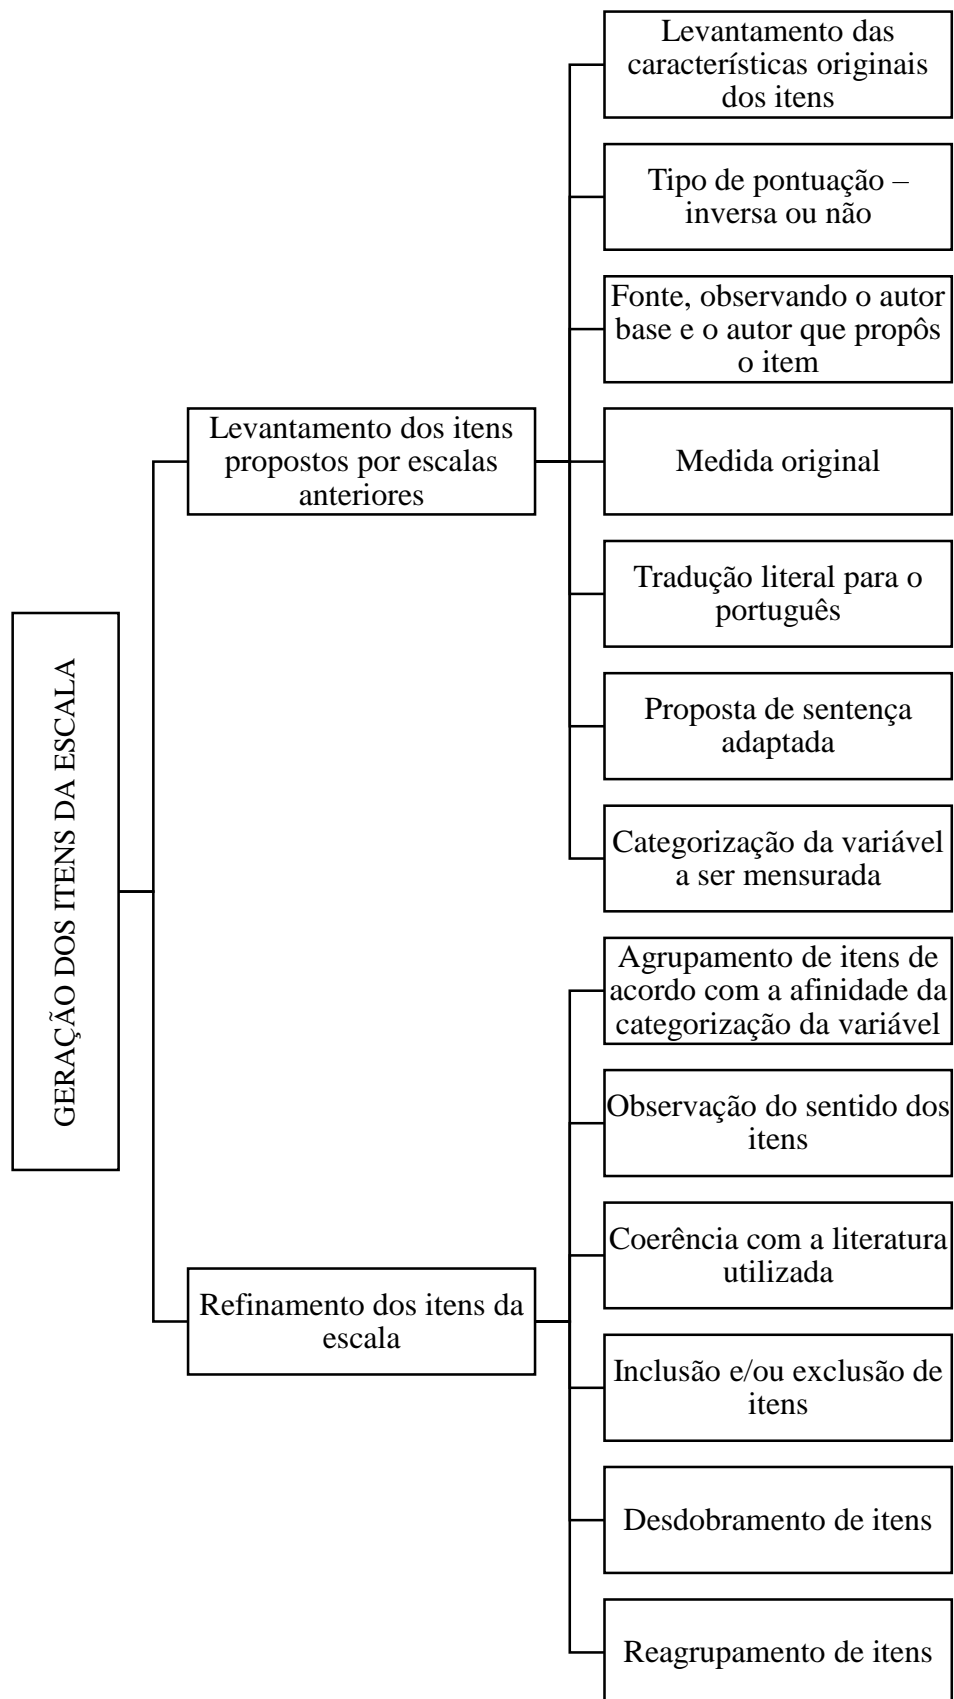 GERAÇÃO DOS ITENS DA ESCALA
Levantamento dos itens
propostos por escalas
anteriores
Levantamento das
características originais
dos itens
Tipo de pontuação –
inversa ou não
Fonte, observando o autor
base e o autor que propôs
o item
Medida original
Tradução literal para o
português
Proposta de sentença
adaptada
Categorização da variável
a ser mensurada
Refinamento dos itens da
escala
Agrupamento de itens de
acordo com a afinidade da
categorização da variável
Observação do sentido dos
itens
Coerência com a literatura
utilizada
Inclusão e/ou exclusão de
itens
Desdobramento de itens
Reagrupamento de itens